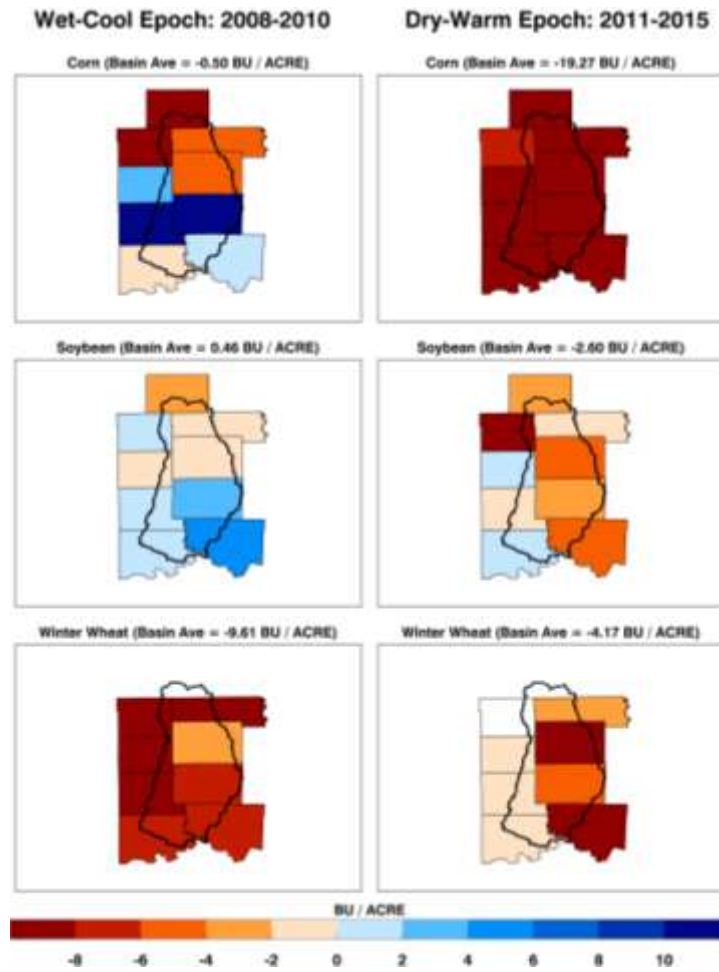 Wet-Cool Epoch: 2008-2010
Dry-Warm Epoch: 2011-2015
Corn (Basin Ave = -0.50 BU / ACRE)
Corn (Basin Ave = -19.27 BU / ACRE)
Soybean (Basin Ave = 0.46 BU / ACRE)
Soybean (Basin Ave = -2.60 BU / ACRE)
Winter Wheat (Basin Ave = -9.61 BU / ACRE)
Winter Wheat (Basin Ave = -4.17 BU / ACRE)
BU / ACRE
-8 -6 -4 -2 0 2 4 6 8 10